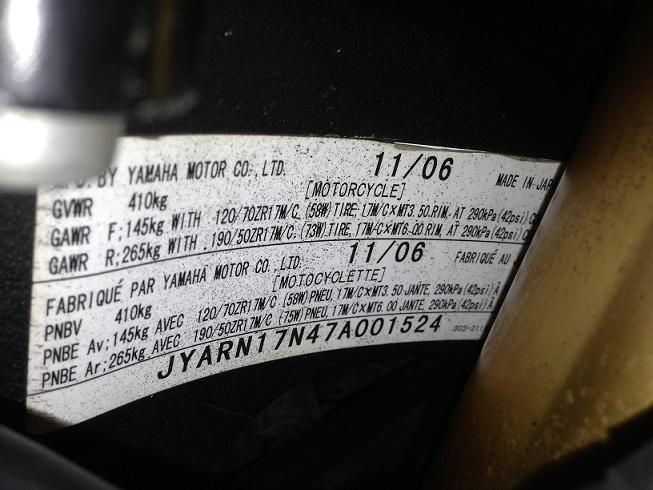 BY YAMAHA MOTOR CO.,LTD. 11/06 MADE IN JAP
GVWR 410kg [MOTORCYCLE]
GAWR F;145kg WITH 120/70ZR17M/C (58W)TIRE,17M/C×MT3.50.RIM, AT 290kPa(42psi)C
GAWR R;265kg WITH .190/50ZR17M/C. (73W)TIRE,17M/C×MT6.00.RIM, AT 290kPa(42psi)C
FABRIQUÉ PAR YAMAHA MOTOR CO.,LTD. 11/06 FABRIQUÉ AU
PNBV 410kg [MOTOCYCLETTE]
PNBE Av;145kg AVEC 120/70ZR17M/C (58W)PNEU,17M/C×MT3.50 JANTE, 290kPa(42psi)À
PNBE Ar;265kg AVEC 190/50ZR17M/C (75W)PNEU,17M/C×MT6.00 JANTE, 290kPa(42psi)À
JYARN17N47A001524